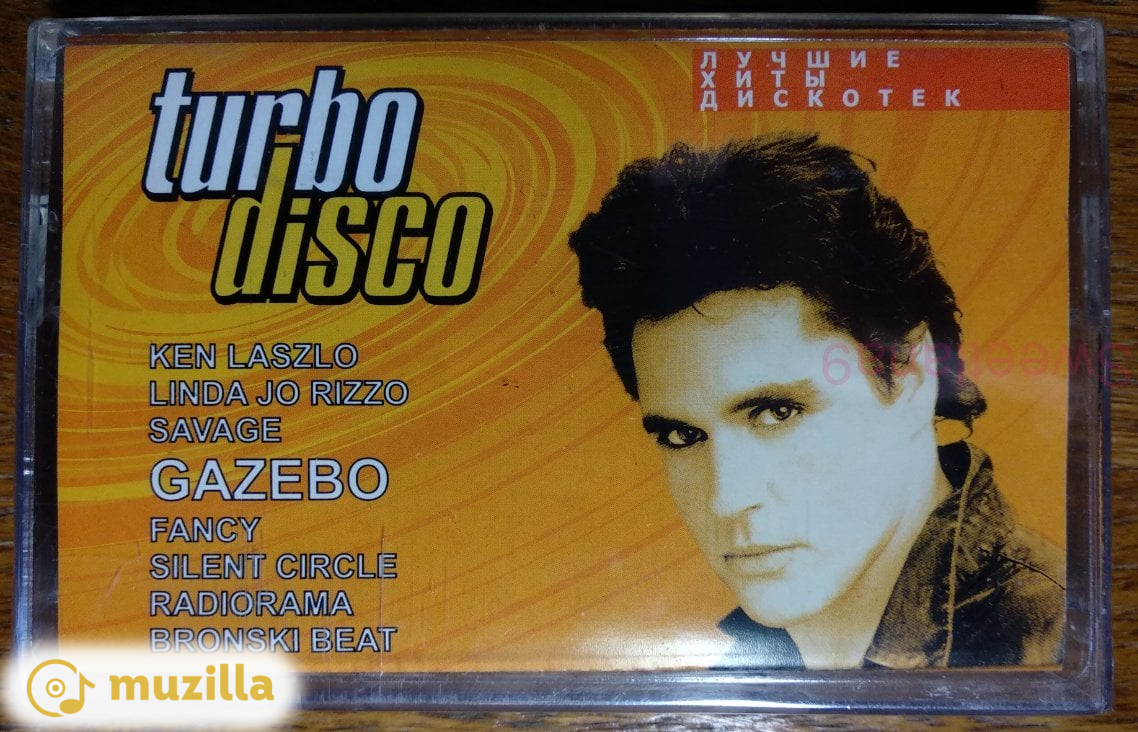 turbo
disco
ЛУЧШИЕ
ХИТЫ
ДИСКОТЕК
KEN LASZLO
LINDA JO RIZZO
SAVAGE
GAZEBO
FANCY
SILENT CIRCLE
RADIORAMA
BRONSKI BEAT
muzilla